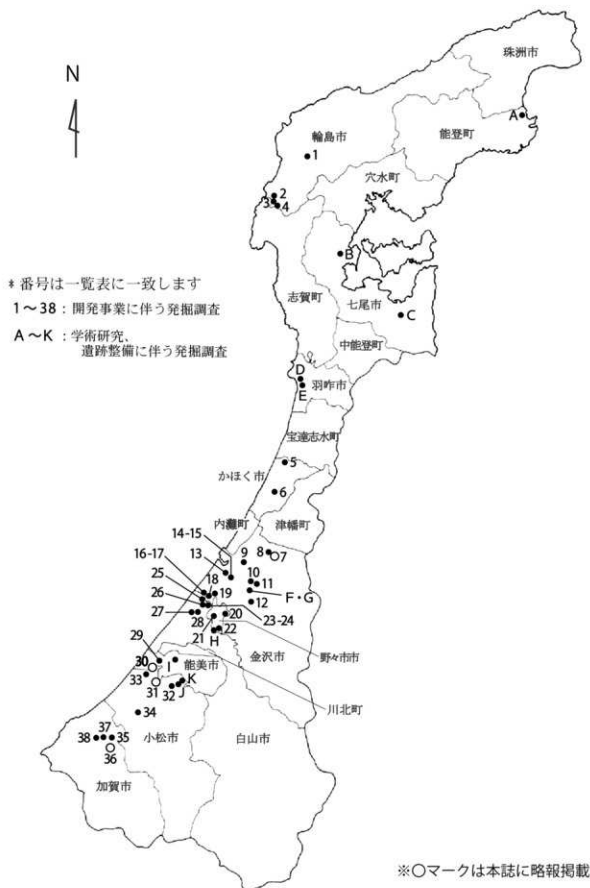 N
珠洲市
A
能登町
輪島市
1
穴水町
2
3
4
B
志賀町
七尾市
C
中能登町
*番号は一覧表に一致します
1～38：開発事業に伴う発掘調査
A～K：学術研究、
遺跡整備に伴う発掘調査
D
E
羽咋市
宝達志水町
5
かほく市
6
内灘町
津幡町
14-15
13
8
7
9
16-17
18
10
11
25
19
F・G
26
12
27
20
23-24
28
21
22
H
29
金沢市
野々市市
30
I
能美市
川北町
33
31
32
J
K
34
小松市
白山市
38
37
35
36
加賀市
※○マークは本誌に略報掲載